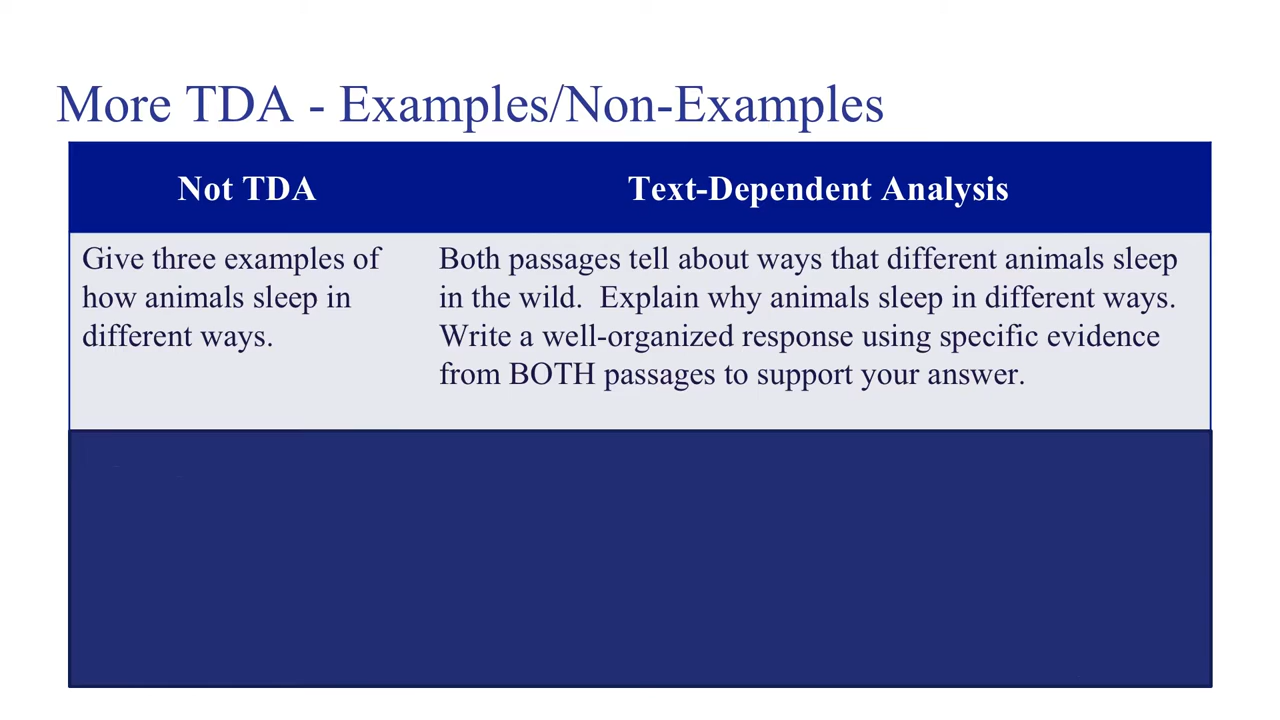 More TDA - Examples/Non-Examples
Not TDA
Text-Dependent Analysis
Give three examples of
how animals sleep in
different ways.
Both passages tell about ways that different animals sleep
in the wild.  Explain why animals sleep in different ways.
Write a well-organized response using specific evidence
from BOTH passages to support your answer.